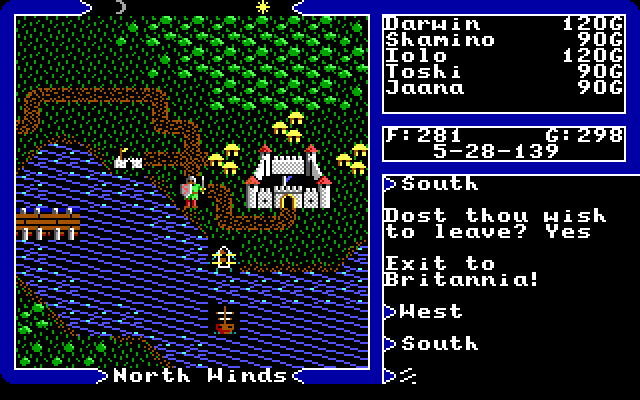 Darwin 120G
Shamino 90G
Iolo 120G
Toshi 90G
Jaana 90G
F:281 G:298
5-28-139
South
Dost thou wish
to leave? Yes
Exit to
Britannia!
West
South
North Winds